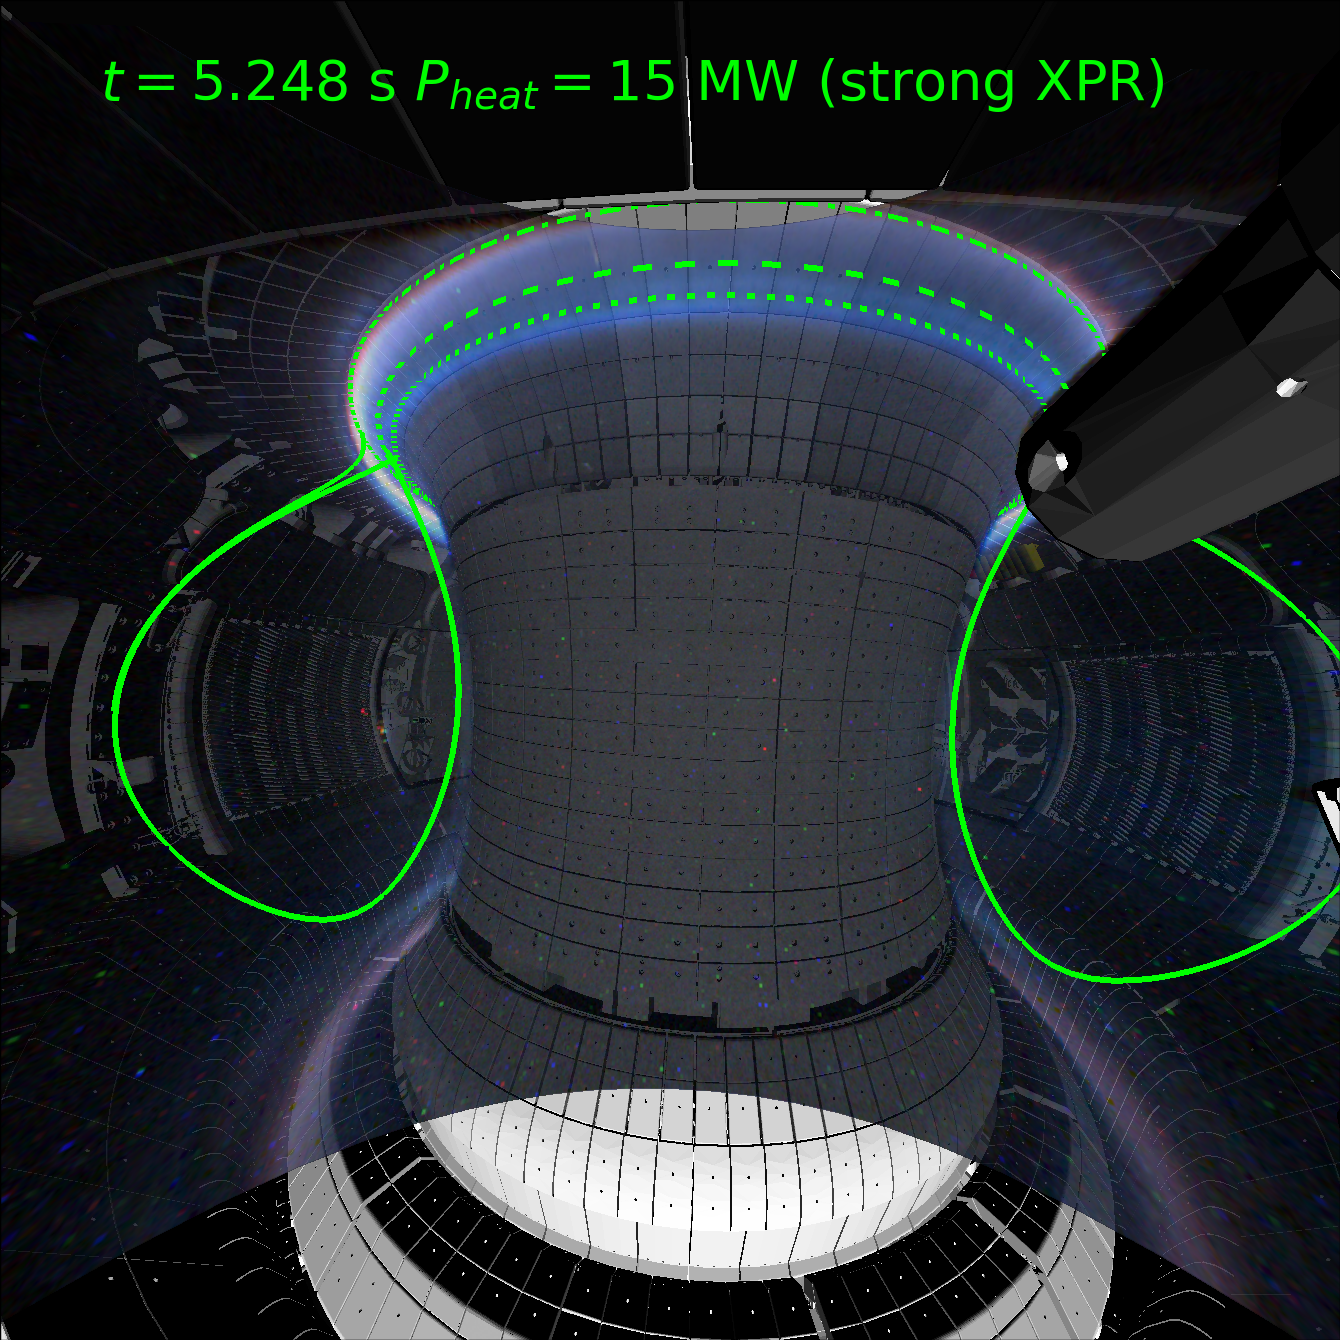 t = 5.248 s P_heat = 15 MW (strong XPR)